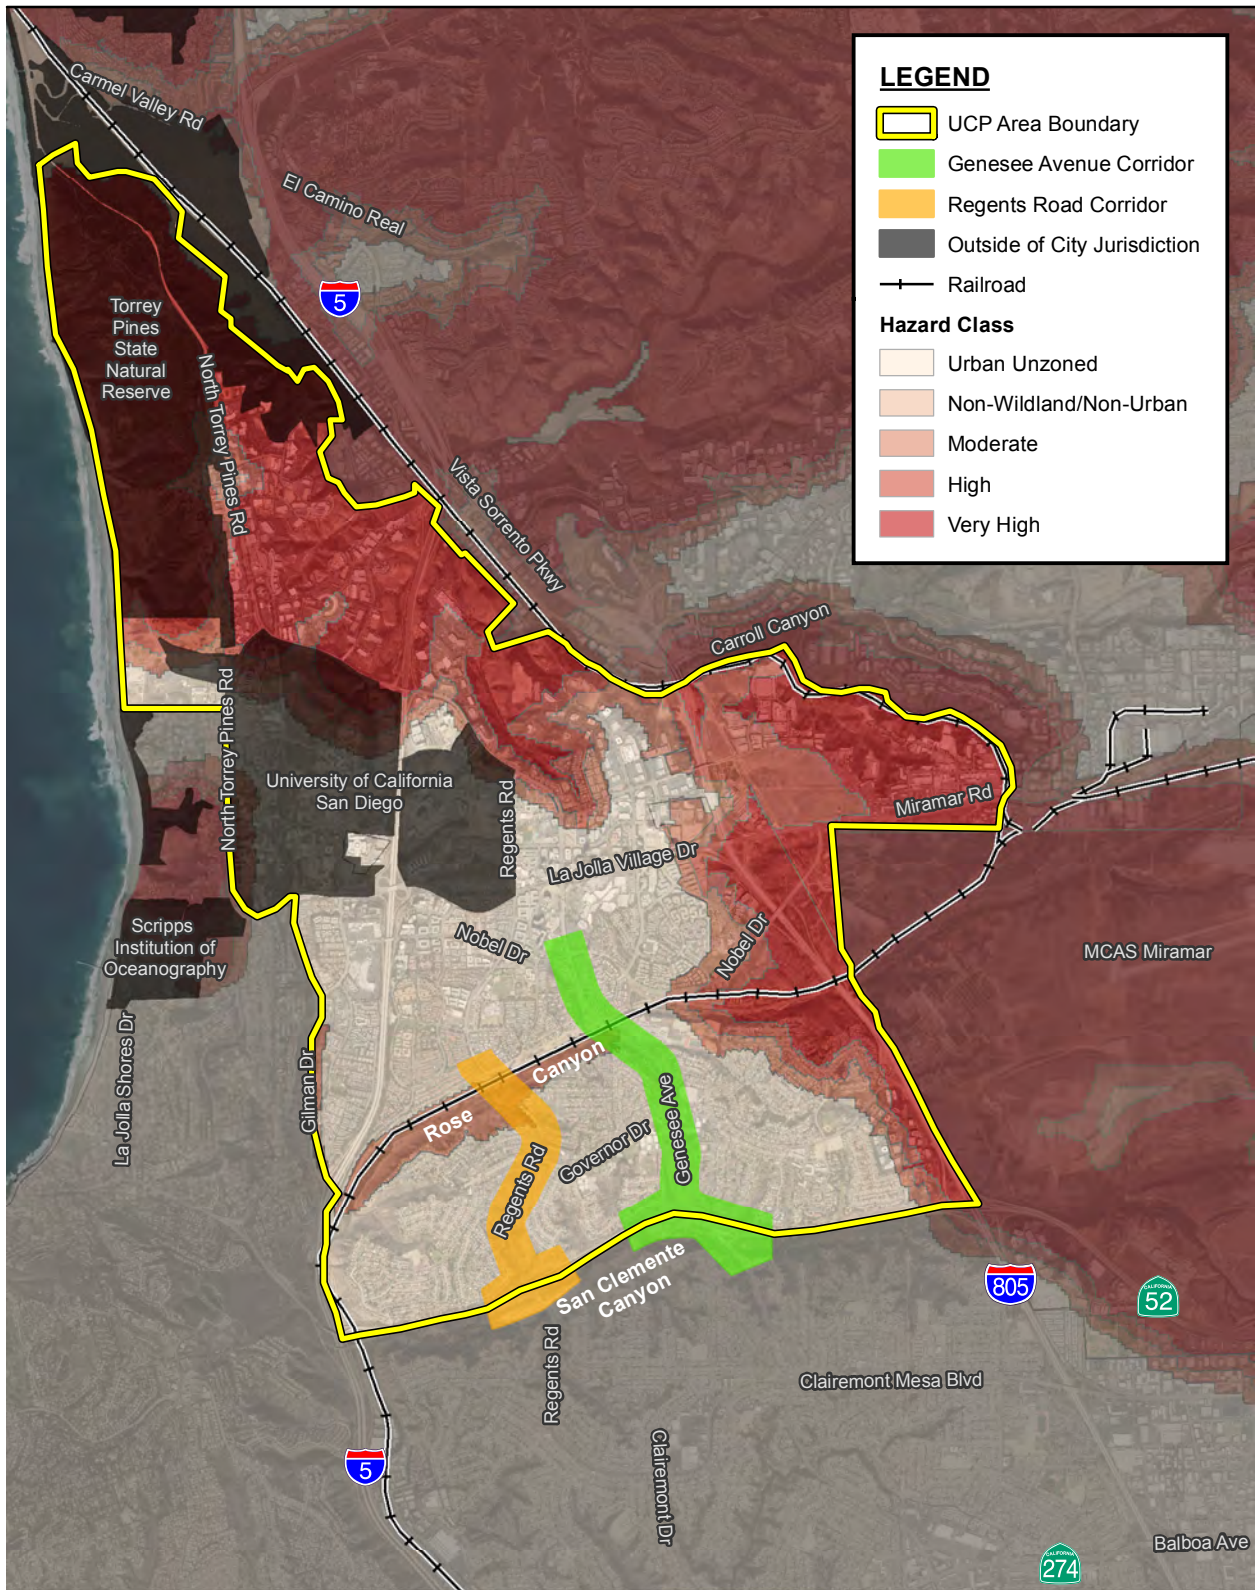 LEGEND
UCP Area Boundary
Genesee Avenue Corridor
Regents Road Corridor
Outside of City Jurisdiction
Railroad
Hazard Class
Urban Unzoned
Non-Wildland/Non-Urban
Moderate
High
Very High
Carmel Valley Rd
El Camino Real
5
Torrey
Pines
State
Natural
Reserve
North Torrey Pines Rd
Vista Sorrento Pkwy
Carroll Canyon
North Torrey Pines Rd
University of California
San Diego
Regents Rd
Miramar Rd
La Jolla Village Dr
Nobel Dr
Nobel Dr
Scripps
Institution of
Oceanography
MCAS Miramar
La Jolla Shores Dr
Gilman Dr
Rose
Canyon
Genesee Ave
Governor Dr
Regents Rd
San Clemente
Canyon
805
CALIFORNIA
52
Regents Rd
Clairemont Mesa Blvd
5
Clairemont Dr
Balboa Ave
CALIFORNIA
274